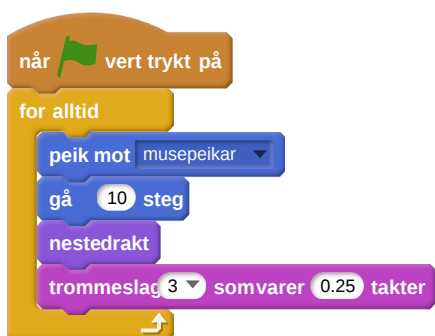 når vert trykt på
for alltid
peik mot musepeikar
gå 10 steg
nestedrakt
trommeslag 3 somvarer 0.25 takter